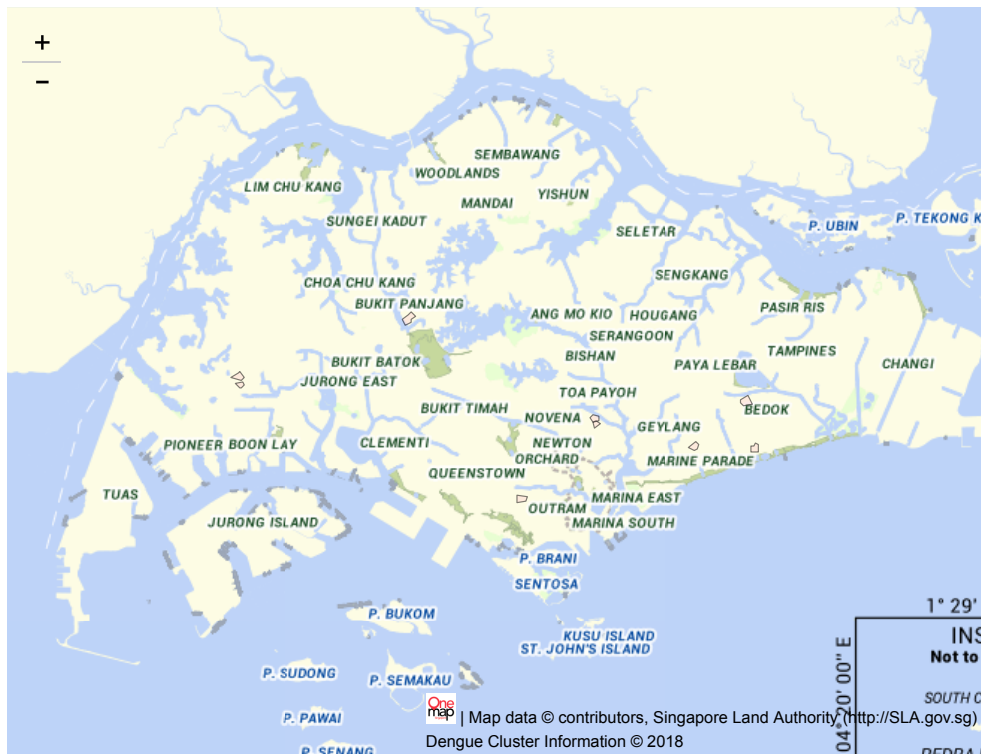 +
−
SEMBAWANG
WOODLANDS
LIM CHU KANG
YISHUN
MANDAI
SUNGEI KADUT
SELETAR
P. UBIN
P. TEKONG K
SENGKANG
CHOA CHU KANG
BUKIT PANJANG
ANG MO KIO
HOUGANG
PASIR RIS
SERANGOON
BISHAN
TAMPINES
BUKIT BATOK
PAYA LEBAR
CHANGI
JURONG EAST
TOA PAYOH
BUKIT TIMAH
NOVENA
BEDOK
GEYLANG
PIONEER
BOON LAY
CLEMENTI
NEWTON
ORCHARD
MARINE PARADE
QUEENSTOWN
TUAS
MARINA EAST
OUTRAM
JURONG ISLAND
MARINA SOUTH
P. BRANI
SENTOSA
P. BUKOM
KUSU ISLAND
ST. JOHN'S ISLAND
P. SUDONG
P. SEMAKAU
P. PAWAI
P. SENANG
1° 29'
INS
Not to
SOUTH C
PEDRA
04° 20' 00" E
One map | Map data © contributors, Singapore Land Authority (http://SLA.gov.sg)
Dengue Cluster Information © 2018